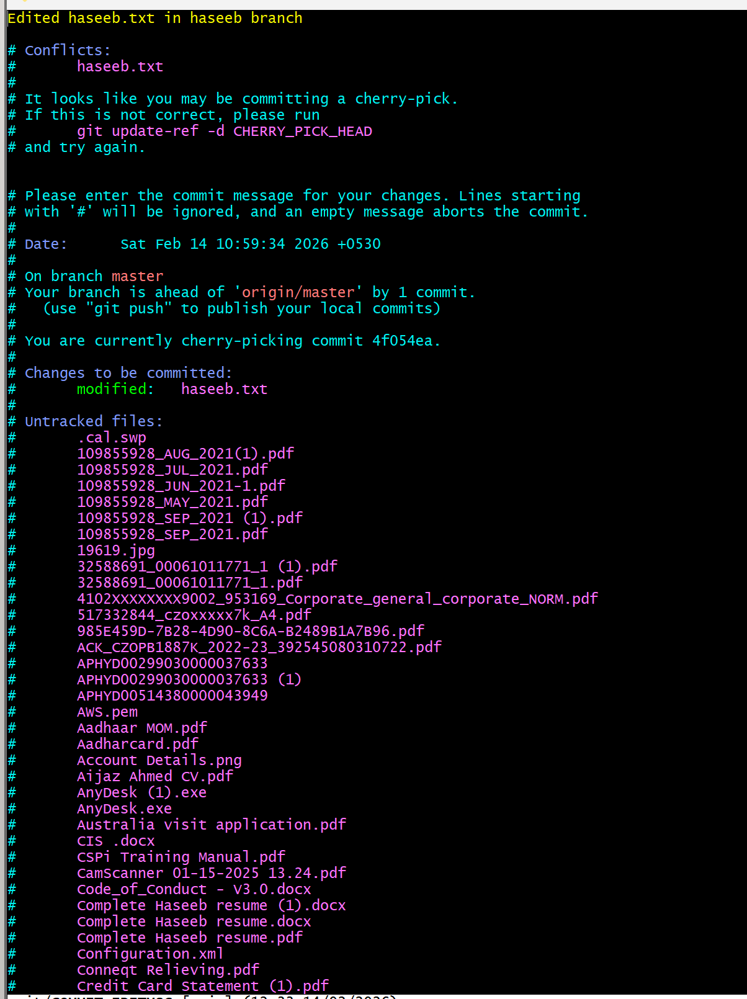 Edited haseeb.txt in haseeb branch
# Conflicts:
#	haseeb.txt
#
# It looks like you may be committing a cherry-pick.
# If this is not correct, please run
#	git update-ref -d CHERRY_PICK_HEAD
# and try again.
# Please enter the commit message for your changes. Lines starting
# with '#' will be ignored, and an empty message aborts the commit.
#
# Date:      Sat Feb 14 10:59:34 2026 +0530
#
# On branch master
# Your branch is ahead of 'origin/master' by 1 commit.
#   (use "git push" to publish your local commits)
#
# You are currently cherry-picking commit 4f054ea.
#
# Changes to be committed:
#	modified:   haseeb.txt
#
# Untracked files:
#	.cal.swp
#	109855928_AUG_2021(1).pdf
#	109855928_JUL_2021.pdf
#	109855928_JUN_2021-1.pdf
#	109855928_MAY_2021.pdf
#	109855928_SEP_2021 (1).pdf
#	109855928_SEP_2021.pdf
#	19619.jpg
#	32588691_00061011771_1 (1).pdf
#	32588691_00061011771_1.pdf
#	4102XXXXXXXX9002_953169_Corporate_general_corporate_NORM.pdf
#	517332844_czoxxxxx7k_A4.pdf
#	985E459D-7B28-4D90-8C6A-B2489B1A7B96.pdf
#	ACK_CZOPB1887K_2022-23_392545080310722.pdf
#	APHYD00299030000037633
#	APHYD00299030000037633 (1)
#	APHYD00514380000043949
#	AWS.pem
#	Aadhaar MOM.pdf
#	Aadharcard.pdf
#	Account Details.png
#	Aijaz Ahmed CV.pdf
#	AnyDesk (1).exe
#	AnyDesk.exe
#	Australia visit application.pdf
#	CIS .docx
#	CSPi Training Manual.pdf
#	CamScanner 01-15-2025 13.24.pdf
#	Code_of_Conduct - V3.0.docx
#	Complete Haseeb resume (1).docx
#	Complete Haseeb resume.docx
#	Complete Haseeb resume.pdf
#	Configuration.xml
#	Conneqt Relieving.pdf
#	Credit Card Statement (1).pdf